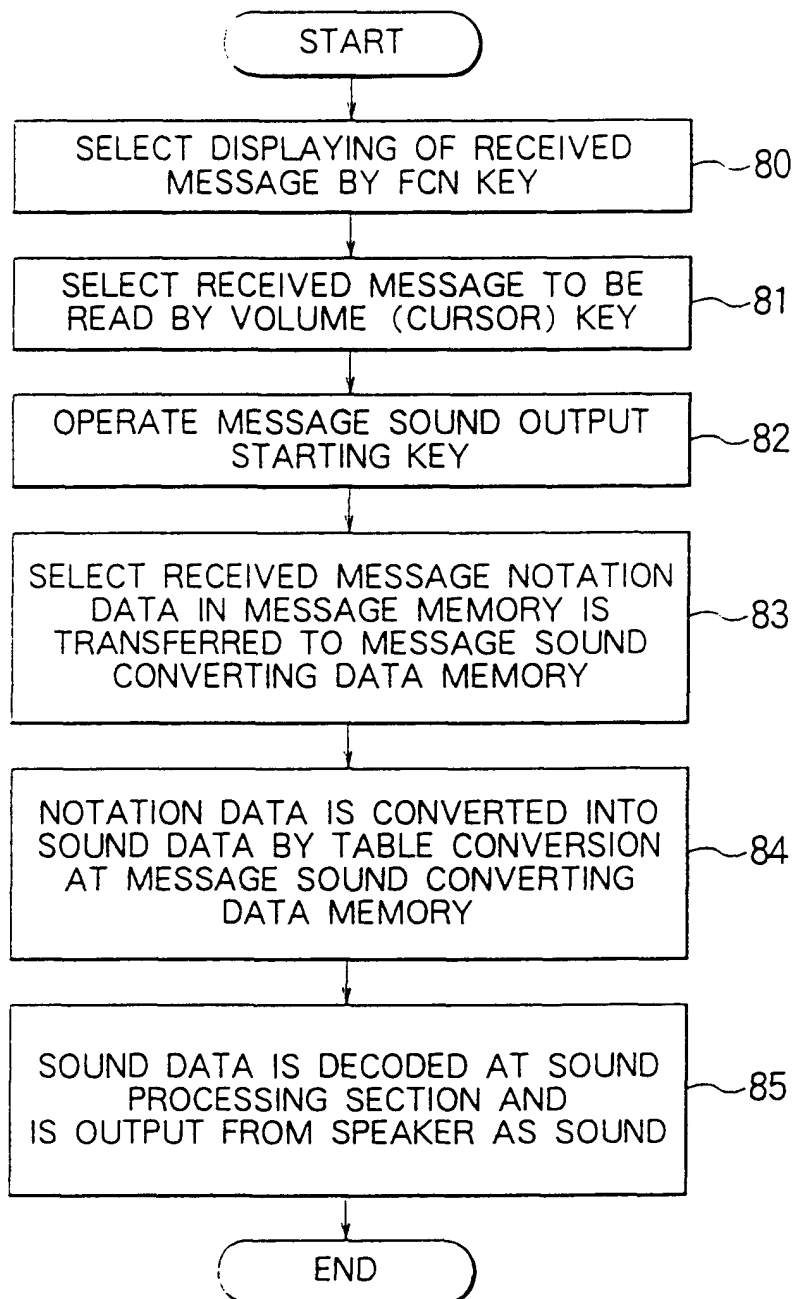 START
SELECT DISPLAYING OF RECEIVED
MESSAGE BY FCN KEY
80
SELECT RECEIVED MESSAGE TO BE
READ BY VOLUME (CURSOR) KEY
81
OPERATE MESSAGE SOUND OUTPUT
STARTING KEY
82
SELECT RECEIVED MESSAGE NOTATION
DATA IN MESSAGE MEMORY IS
TRANSFERRED TO MESSAGE SOUND
CONVERTING DATA MEMORY
83
NOTATION DATA IS CONVERTED INTO
SOUND DATA BY TABLE CONVERSION
AT MESSAGE SOUND CONVERTING
DATA MEMORY
84
SOUND DATA IS DECODED AT SOUND
PROCESSING SECTION AND
IS OUTPUT FROM SPEAKER AS SOUND
85
END